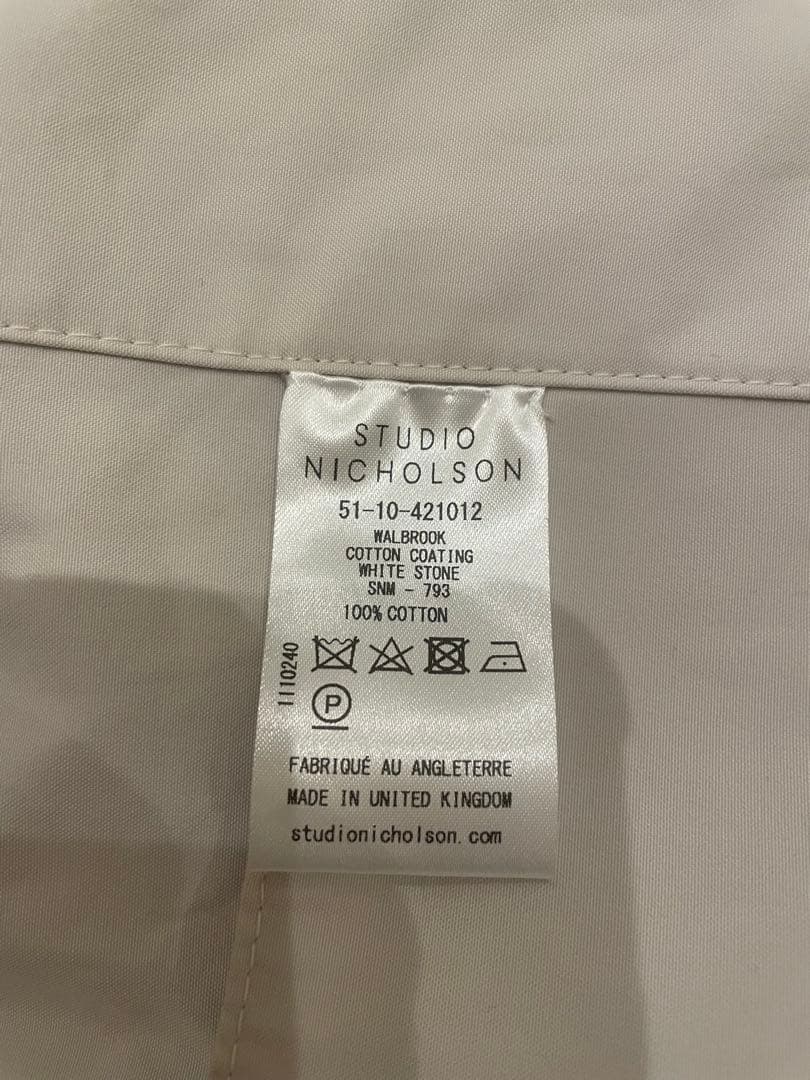 STUDIO
NICHOLSON
51-10-421012
WALBROOK
COTTON COATING
WHITE STONE
SNM - 793
100% COTTON
1110240
P
FABRIQUÉ AU ANGLETERRE
MADE IN UNITED KINGDOM
studionicholson.com